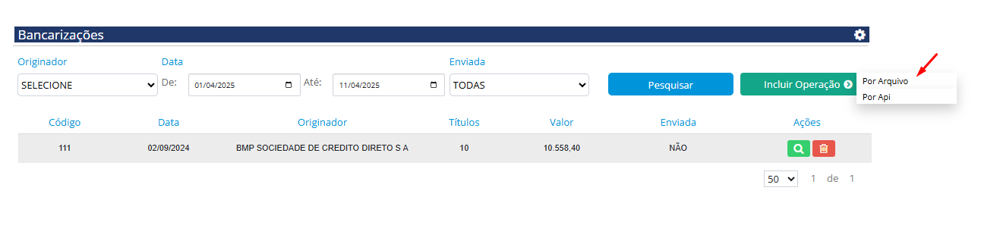 Bancarizações
Originador Data Enviada
SELECIONE De: 01/04/2025 Até: 11/04/2025 TODAS Pesquisar Incluir Operação Por Arquivo
Por Api
Código Data Originador Títulos Valor Enviada Ações
111 02/09/2024 BMP SOCIEDADE DE CREDITO DIRETO S A 10 10.558,40 NÃO
50 1 de 1